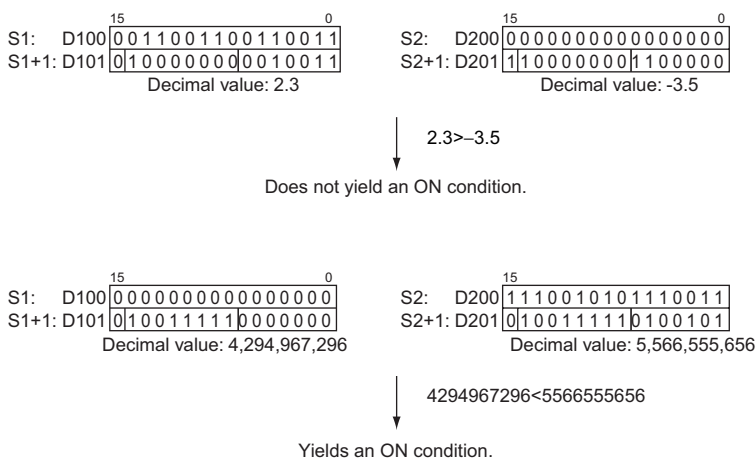 15 0
S1: D100 0 0 1 1 0 0 1 1 0 0 1 1 0 0 1 1
S1+1: D101 0 1 0 0 0 0 0 0 0 0 0 1 0 0 1 1
Decimal value: 2.3
15 0
S2: D200 0 0 0 0 0 0 0 0 0 0 0 0 0 0 0 0
S2+1: D201 1 1 0 0 0 0 0 0 0 1 1 0 0 0 0 0
Decimal value: -3.5
2.3>–3.5
Does not yield an ON condition.
15 0
S1: D100 0 0 0 0 0 0 0 0 0 0 0 0 0 0 0 0
S1+1: D101 0 1 0 0 1 1 1 1 1 0 0 0 0 0 0 0
Decimal value: 4,294,967,296
15
S2: D200 1 1 1 0 0 1 0 1 0 1 1 1 0 0 1 1
S2+1: D201 0 1 0 0 1 1 1 1 1 0 1 0 0 1 0 1
Decimal value: 5,566,555,656
4294967296<5566555656
Yields an ON condition.